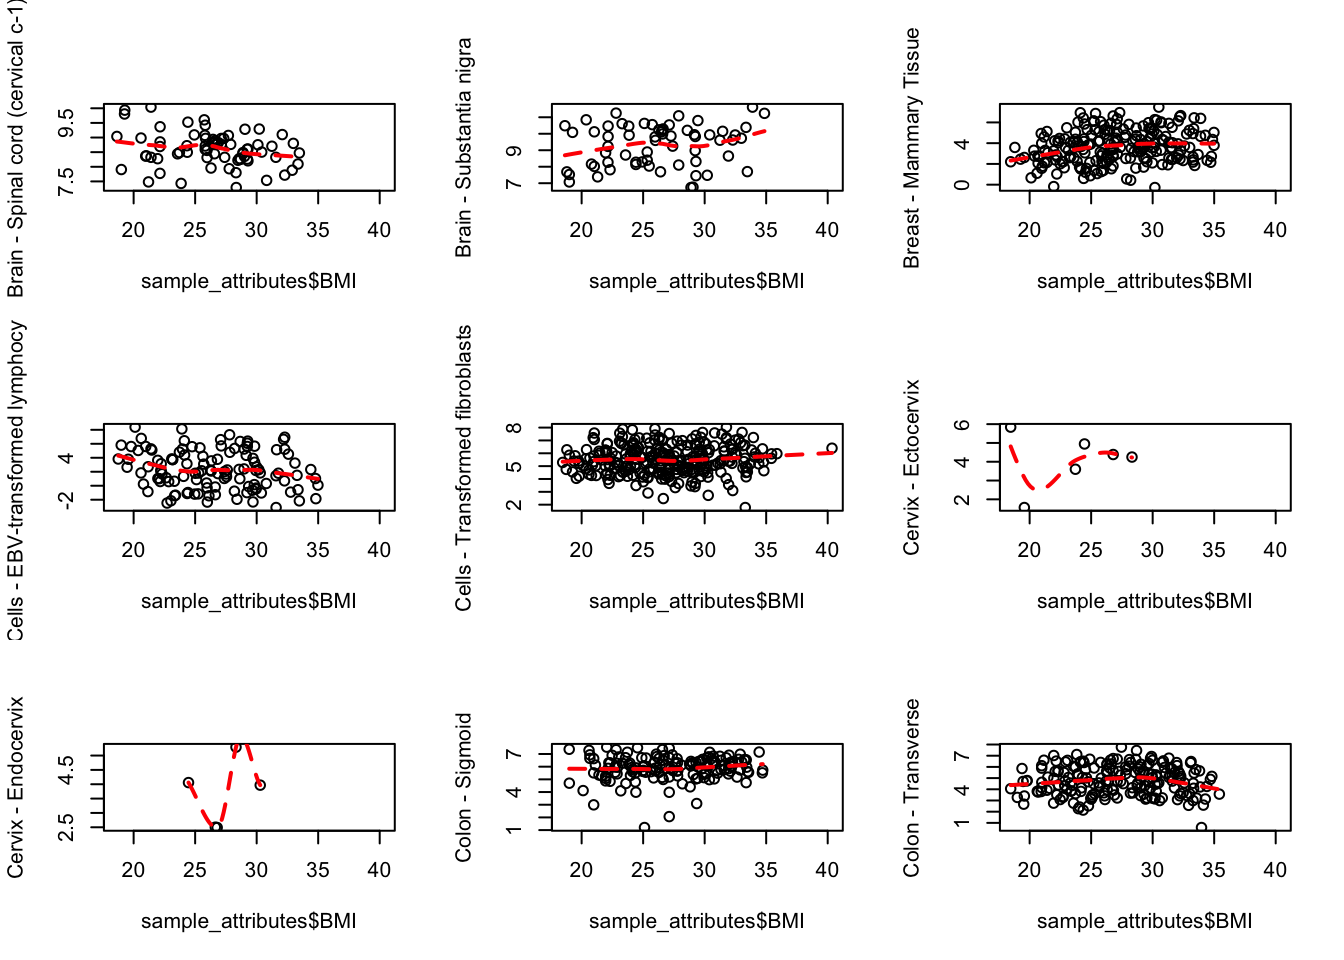 Brain - Spinal cord (cervical c-1)
9.5
7.5
20 25 30 35 40
sample_attributes$BMI
Brain - Substantia nigra
9
7
20 25 30 35 40
sample_attributes$BMI
Breast - Mammary Tissue
4
0
20 25 30 35 40
sample_attributes$BMI
Cells - EBV-transformed lymphocy
4
-2
20 25 30 35 40
sample_attributes$BMI
Cells - Transformed fibroblasts
8
5
2
20 25 30 35 40
sample_attributes$BMI
Cervix - Ectocervix
6
4
2
20 25 30 35 40
sample_attributes$BMI
Cervix - Endocervix
4.5
2.5
20 25 30 35 40
sample_attributes$BMI
Colon - Sigmoid
7
4
1
20 25 30 35 40
sample_attributes$BMI
Colon - Transverse
7
4
1
20 25 30 35 40
sample_attributes$BMI